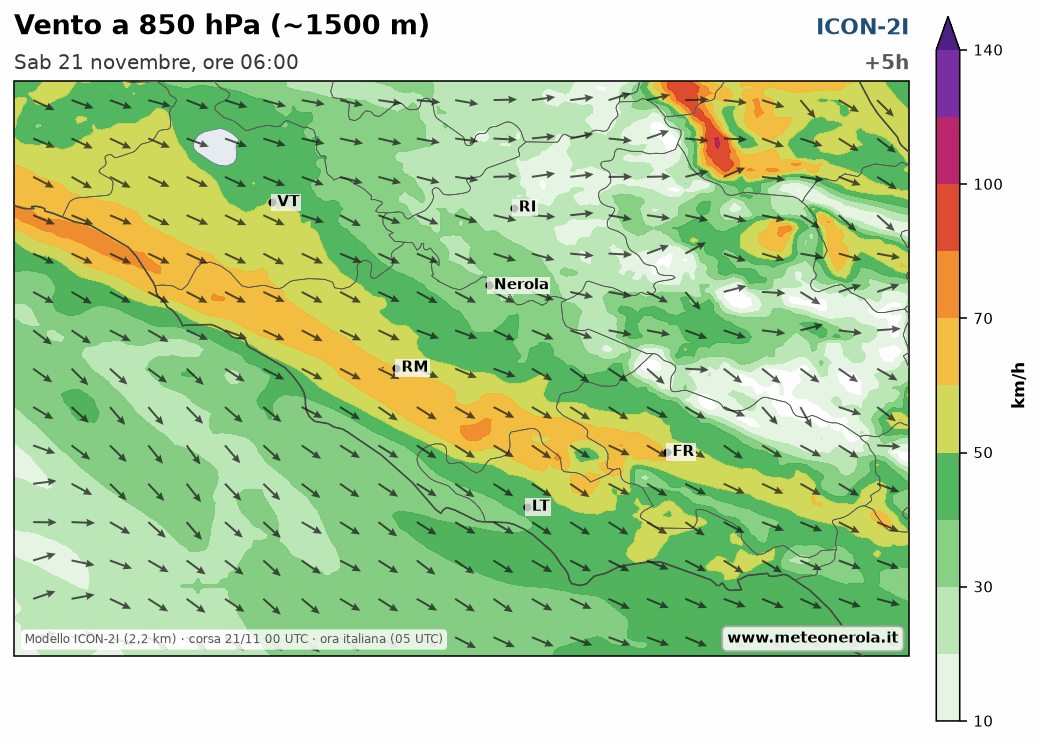 Vento a 850 hPa (~1500 m)
ICON-2I
Sab 21 novembre, ore 06:00
+5h
140
100
70
50
30
10
km/h
VT
RI
Nerola
RM
FR
LT
Modello ICON-2I (2,2 km) · corsa 21/11 00 UTC · ora italiana (05 UTC)
www.meteonerola.it